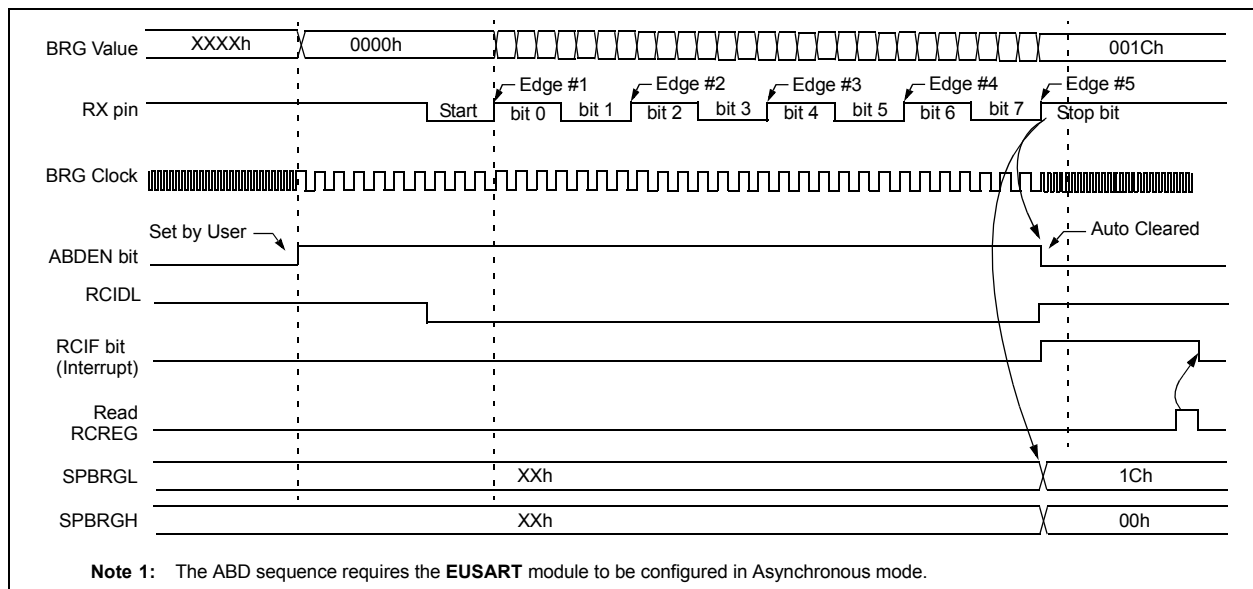 BRG Value XXXXh 0000h 001Ch
Edge #1 Edge #2 Edge #3 Edge #4 Edge #5
RX pin Start bit 0 bit 1 bit 2 bit 3 bit 4 bit 5 bit 6 bit 7 Stop bit
BRG Clock
Set by User Auto Cleared
ABDEN bit
RCIDL
RCIF bit
(Interrupt)
Read
RCREG
SPBRGL XXh 1Ch
SPBRGH XXh 00h
Note 1: The ABD sequence requires the EUSART module to be configured in Asynchronous mode.